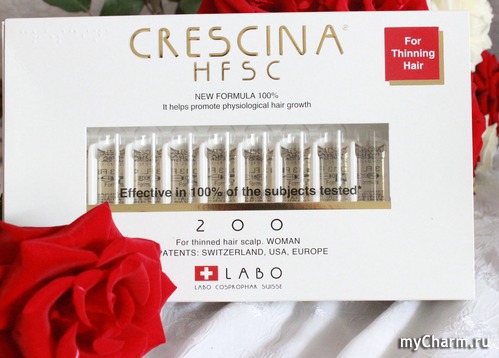 CRESCINA
HFSC
For
Thinning
Hair
NEW FORMULA 100%
It helps promote physiological hair growth
Effective in 100% of the subjects tested*
200
For thinned hair scalp. WOMAN
PATENTS: SWITZERLAND, USA, EUROPE
LABO
LABO COSPROPHAR SUISSE
myCharm.ru